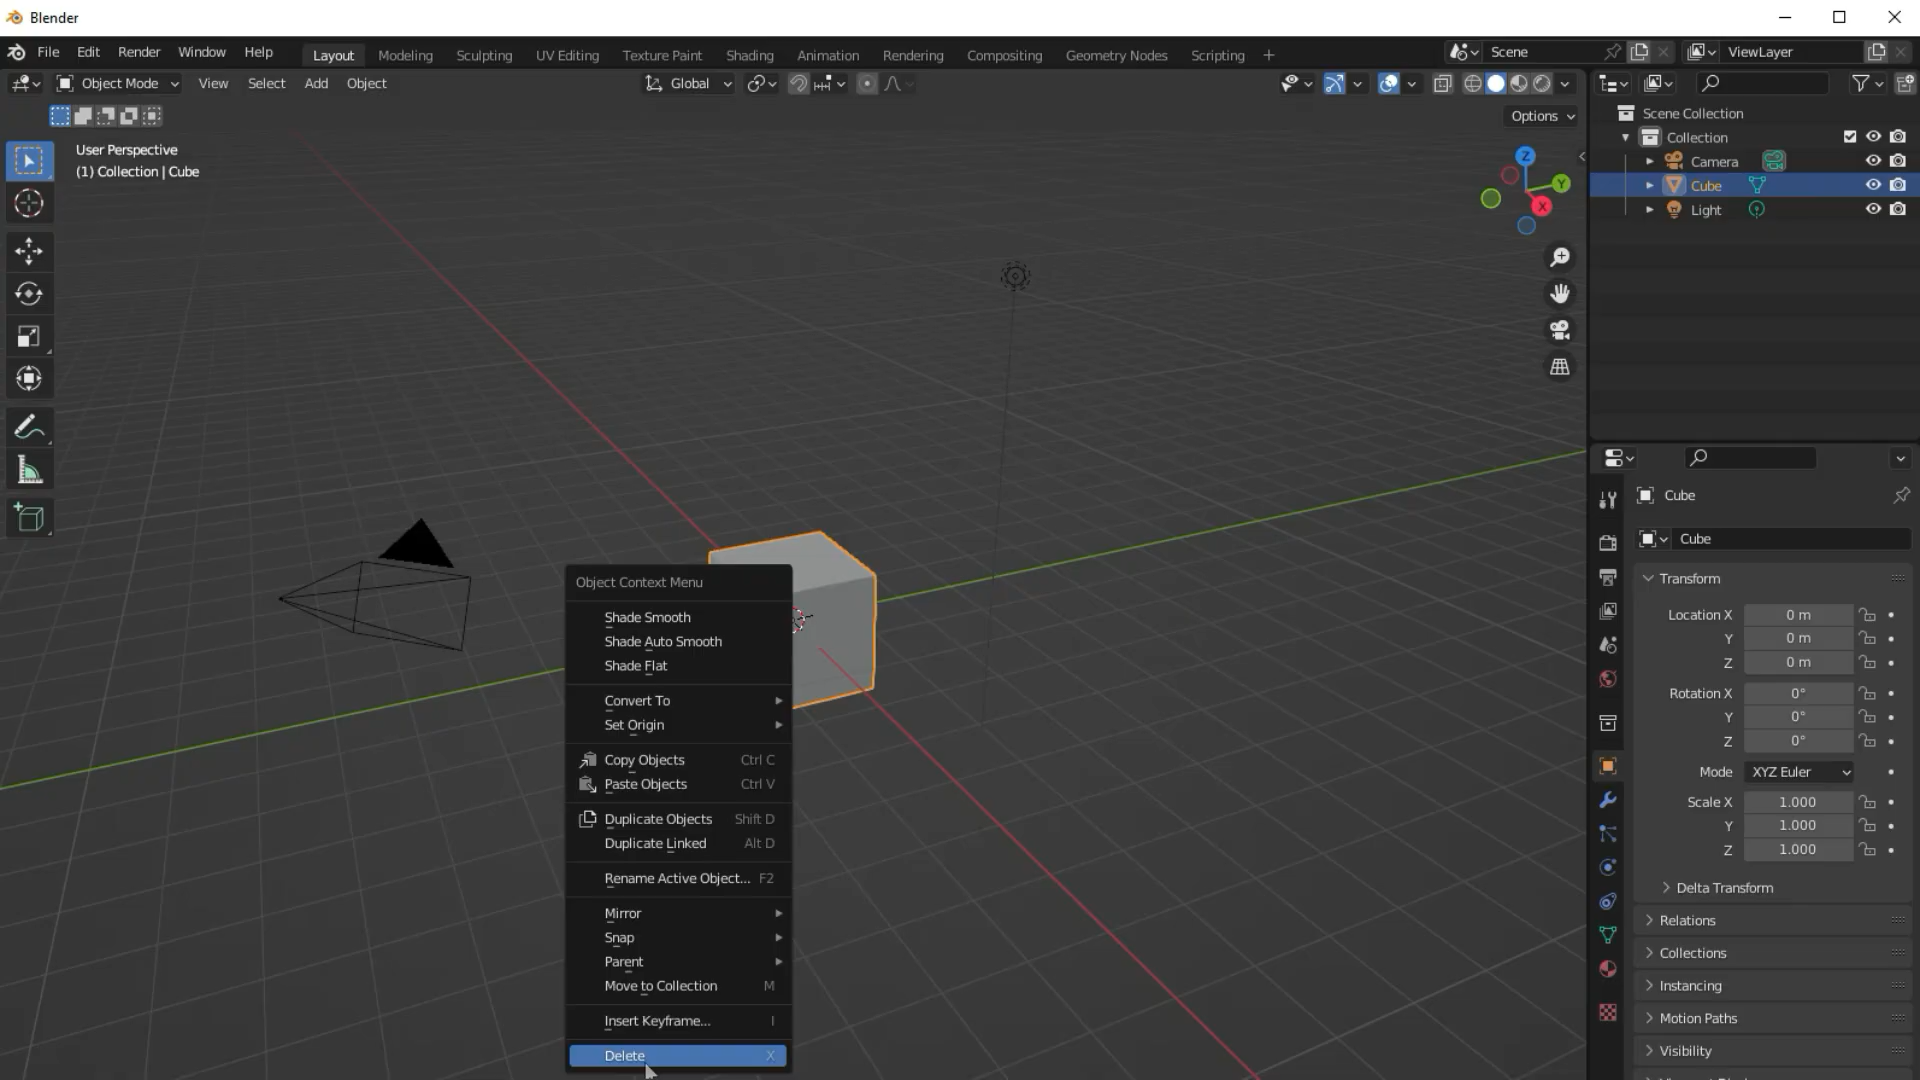 Blender
File Edit Render Window Help Layout Modeling Sculpting UV Editing Texture Paint Shading Animation Rendering Compositing Geometry Nodes Scripting + Scene ViewLayer
Object Mode View Select Add Object Global
Options
User Perspective
(1) Collection | Cube
Z
Y
X
Scene Collection
Collection
Camera
Cube
Light
Object Context Menu
Shade Smooth
Shade Auto Smooth
Shade Flat
Convert To
Set Origin
Copy Objects Ctrl C
Paste Objects Ctrl V
Duplicate Objects Shift D
Duplicate Linked Alt D
Rename Active Object... F2
Mirror
Snap
Parent
Move to Collection M
Insert Keyframe... I
Delete X
Cube
Cube
Transform
Location X 0 m
Y 0 m
Z 0 m
Rotation X 0°
Y 0°
Z 0°
Mode XYZ Euler
Scale X 1.000
Y 1.000
Z 1.000
Delta Transform
Relations
Collections
Instancing
Motion Paths
Visibility